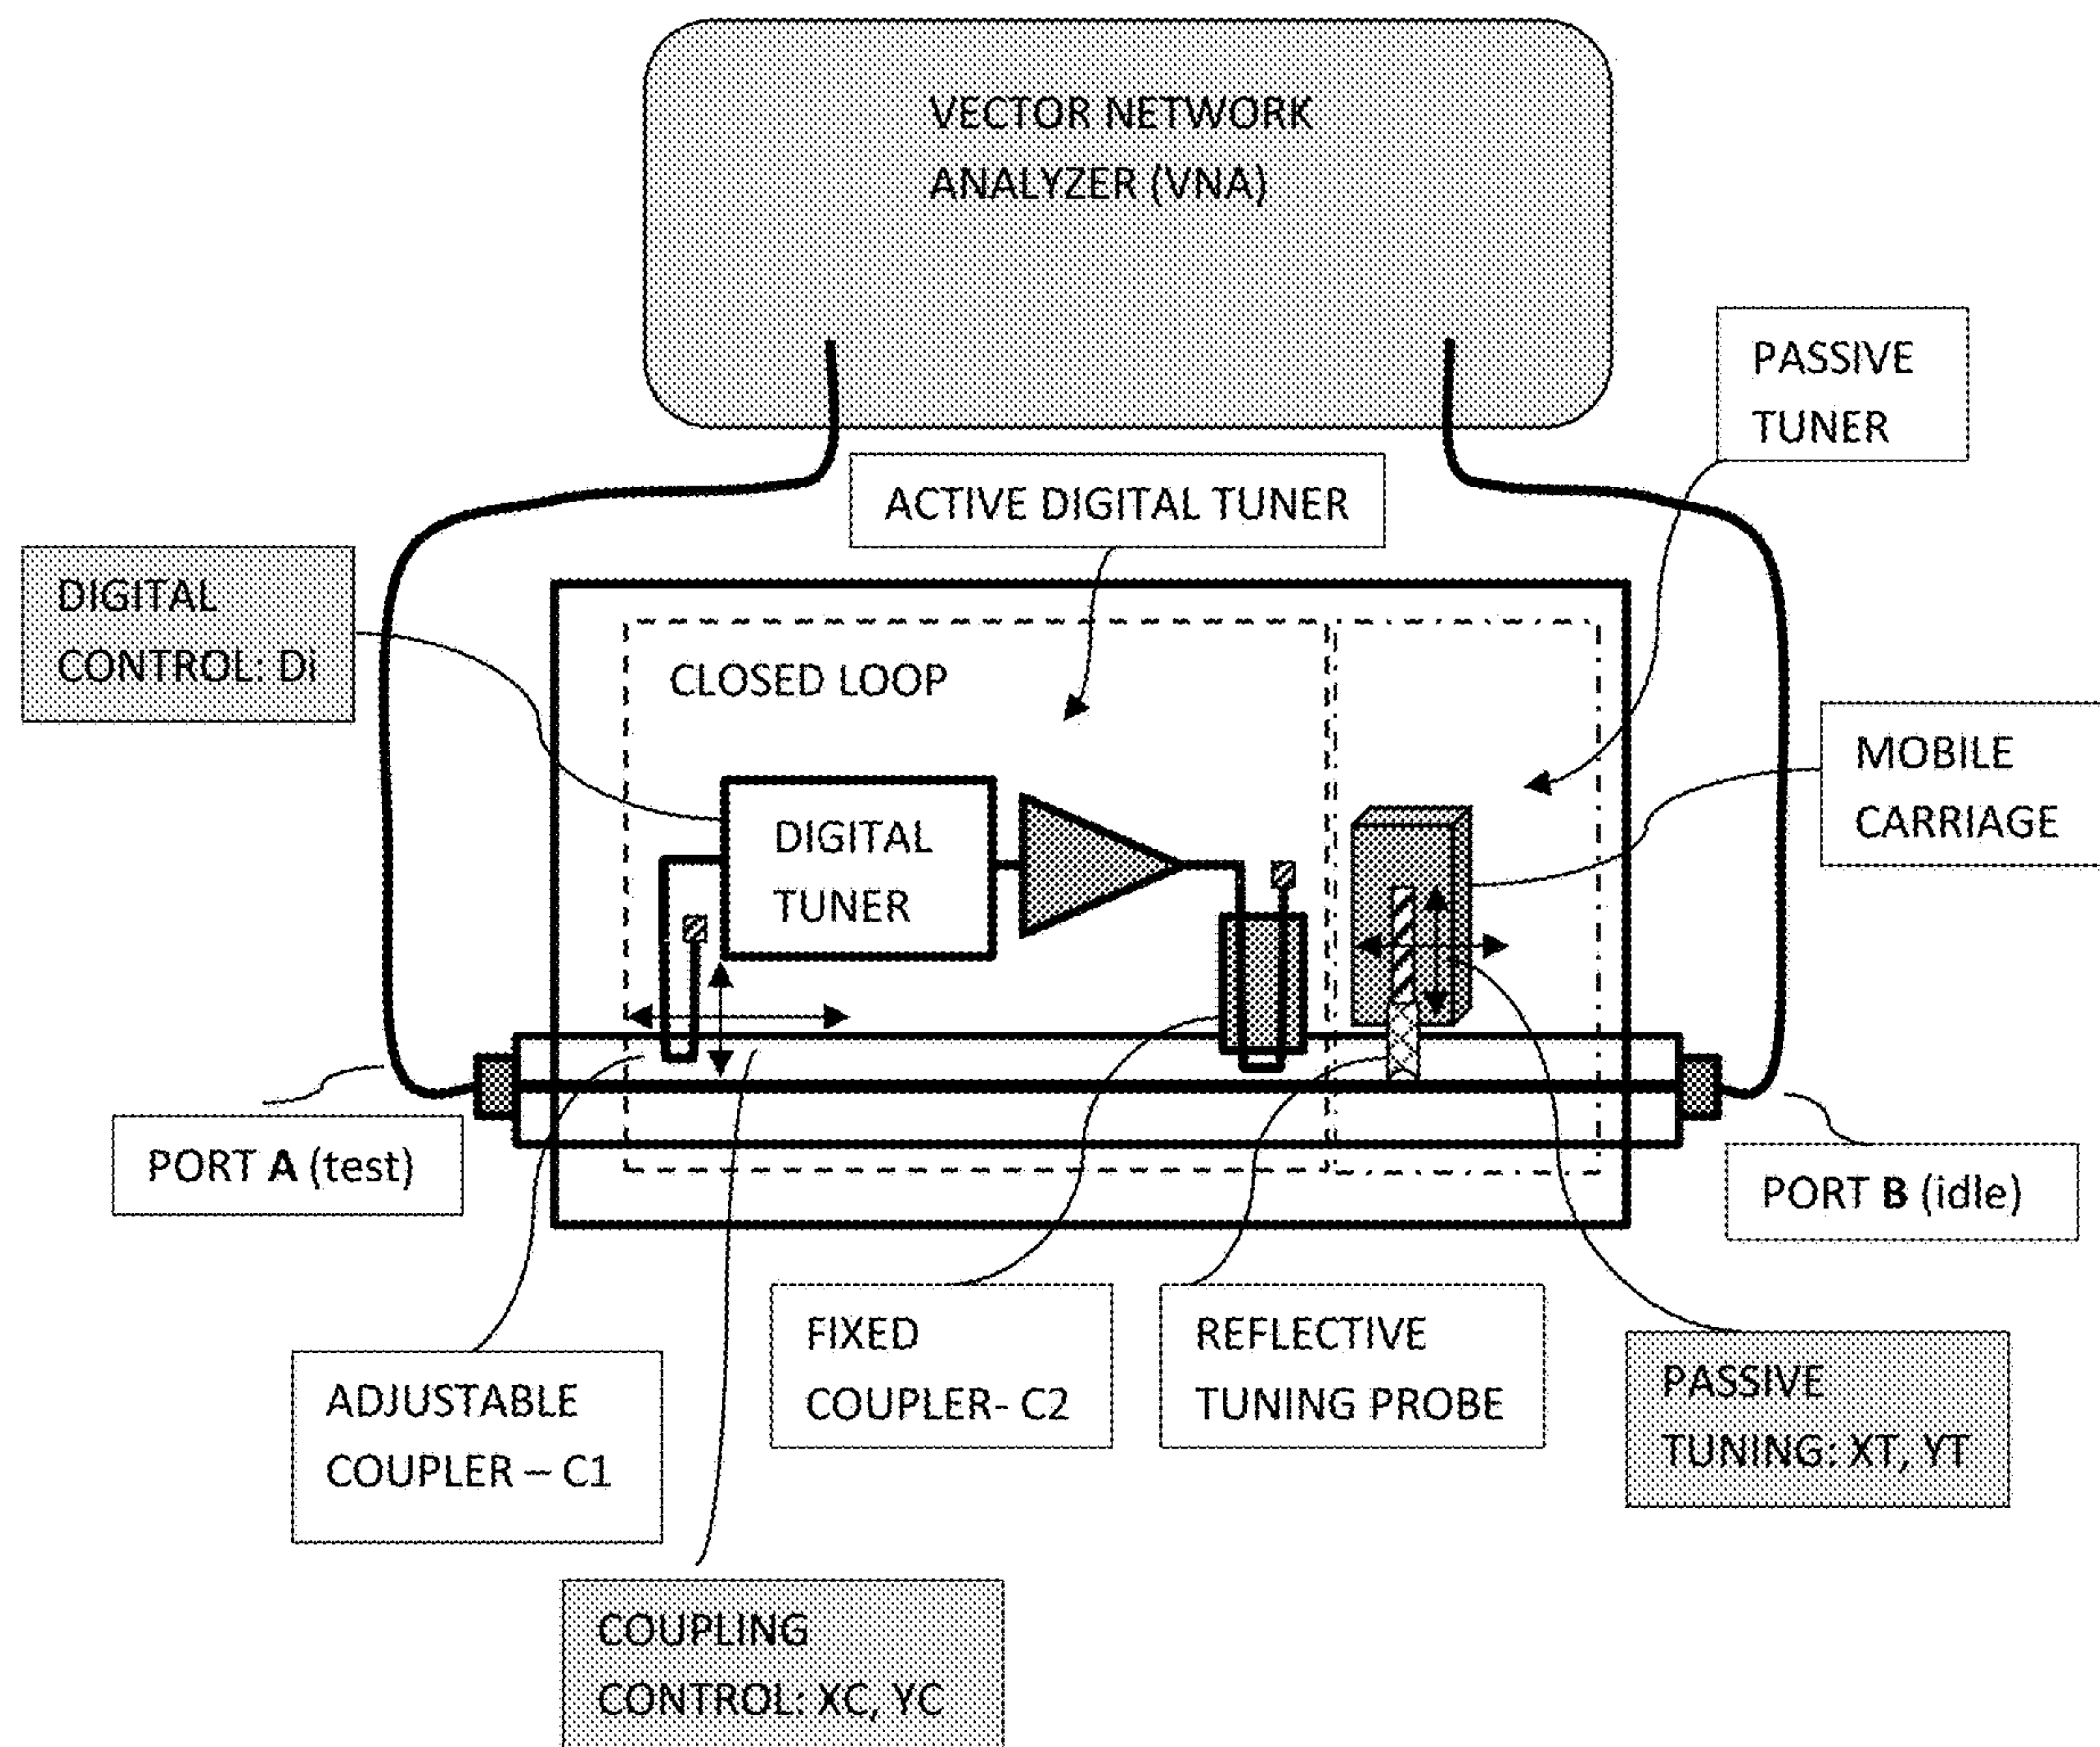 VECTOR NETWORK
ANALYZER (VNA)
PASSIVE
TUNER
ACTIVE DIGITAL TUNER
DIGITAL
CONTROL: Di
CLOSED LOOP
MOBILE
CARRIAGE
DIGITAL
TUNER
PORT A (test)
PORT B (idle)
FIXED
COUPLER- C2
REFLECTIVE
TUNING PROBE
ADJUSTABLE
COUPLER – C1
PASSIVE
TUNING: XT, YT
COUPLING
CONTROL: XC, YC